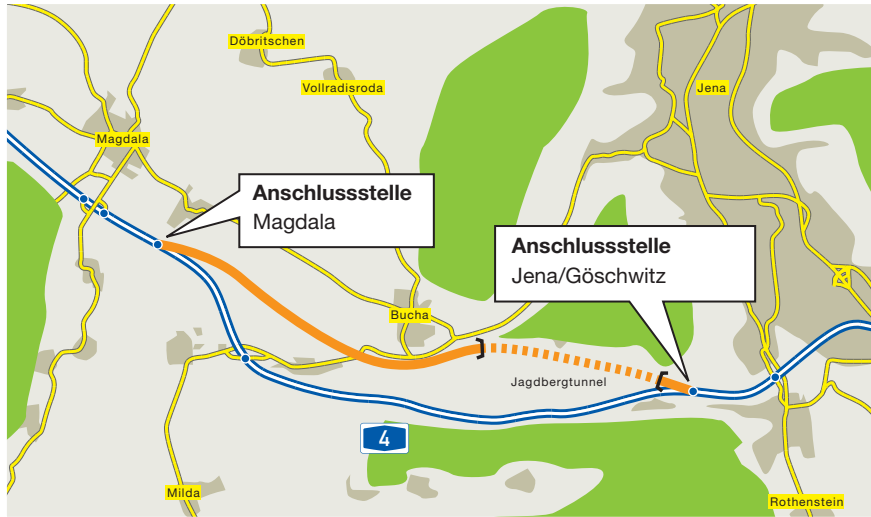 Döbritschen
Vollradisroda
Jena
Magdala
Anschlussstelle
Magdala
Anschlussstelle
Jena/Göschwitz
Bucha
Jagdbergtunnel
4
Milda
Rothenstein